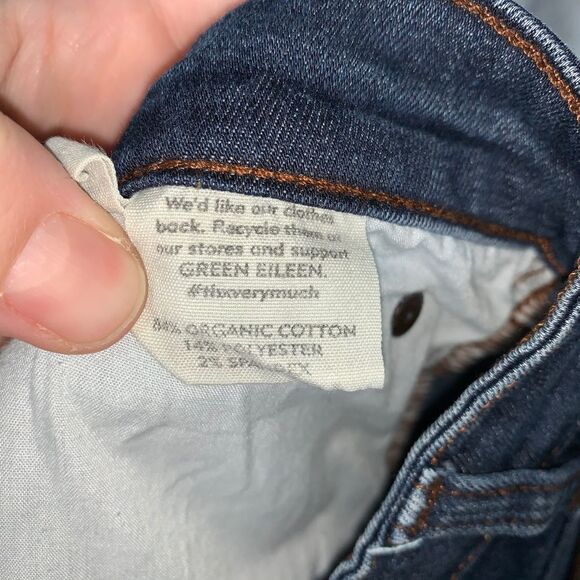 We'd like our clothes
back. Recycle them at
our stores and support
GREEN EILEEN.
#thxverymuch
84% ORGANIC COTTON
14% POLYESTER
2% SPANDEX